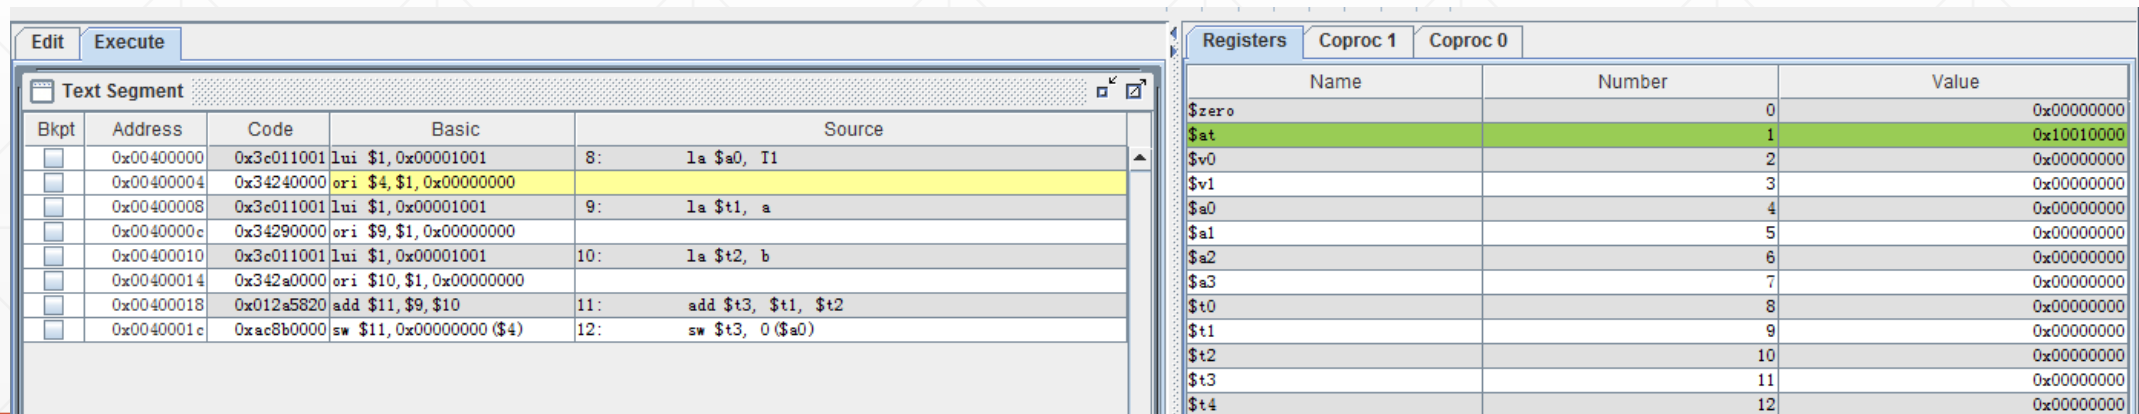 Edit Execute
Text Segment
Bkpt Address Code Basic Source
0x00400000 0x3c011001 lui $1,0x00001001 8: la $a0, I1
0x00400004 0x34240000 ori $4,$1,0x00000000
0x00400008 0x3c011001 lui $1,0x00001001 9: la $t1, a
0x0040000c 0x34290000 ori $9,$1,0x00000000
0x00400010 0x3c011001 lui $1,0x00001001 10: la $t2, b
0x00400014 0x342a0000 ori $10,$1,0x00000000
0x00400018 0x012a5820 add $11,$9,$10 11: add $t3, $t1, $t2
0x0040001c 0xac8b0000 sw $11,0x00000000($4) 12: sw $t3, 0($a0)
Registers Coproc 1 Coproc 0
Name Number Value
$zero 0 0x00000000
$at 1 0x10010000
$v0 2 0x00000000
$v1 3 0x00000000
$a0 4 0x00000000
$a1 5 0x00000000
$a2 6 0x00000000
$a3 7 0x00000000
$t0 8 0x00000000
$t1 9 0x00000000
$t2 10 0x00000000
$t3 11 0x00000000
$t4 12 0x00000000